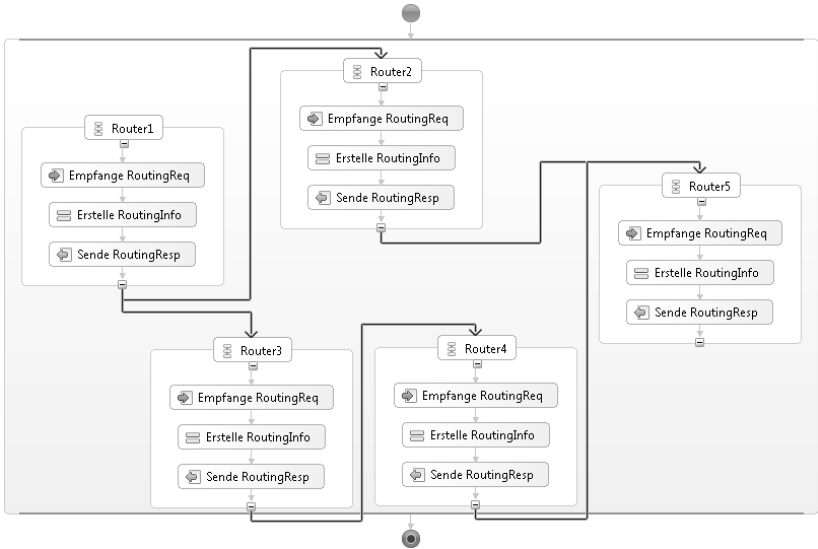 Router1
Empfange RoutingReq
Erstelle RoutingInfo
Sende RoutingResp
Router2
Empfange RoutingReq
Erstelle RoutingInfo
Sende RoutingResp
Router3
Empfange RoutingReq
Erstelle RoutingInfo
Sende RoutingResp
Router4
Empfange RoutingReq
Erstelle RoutingInfo
Sende RoutingResp
Router5
Empfange RoutingReq
Erstelle RoutingInfo
Sende RoutingResp